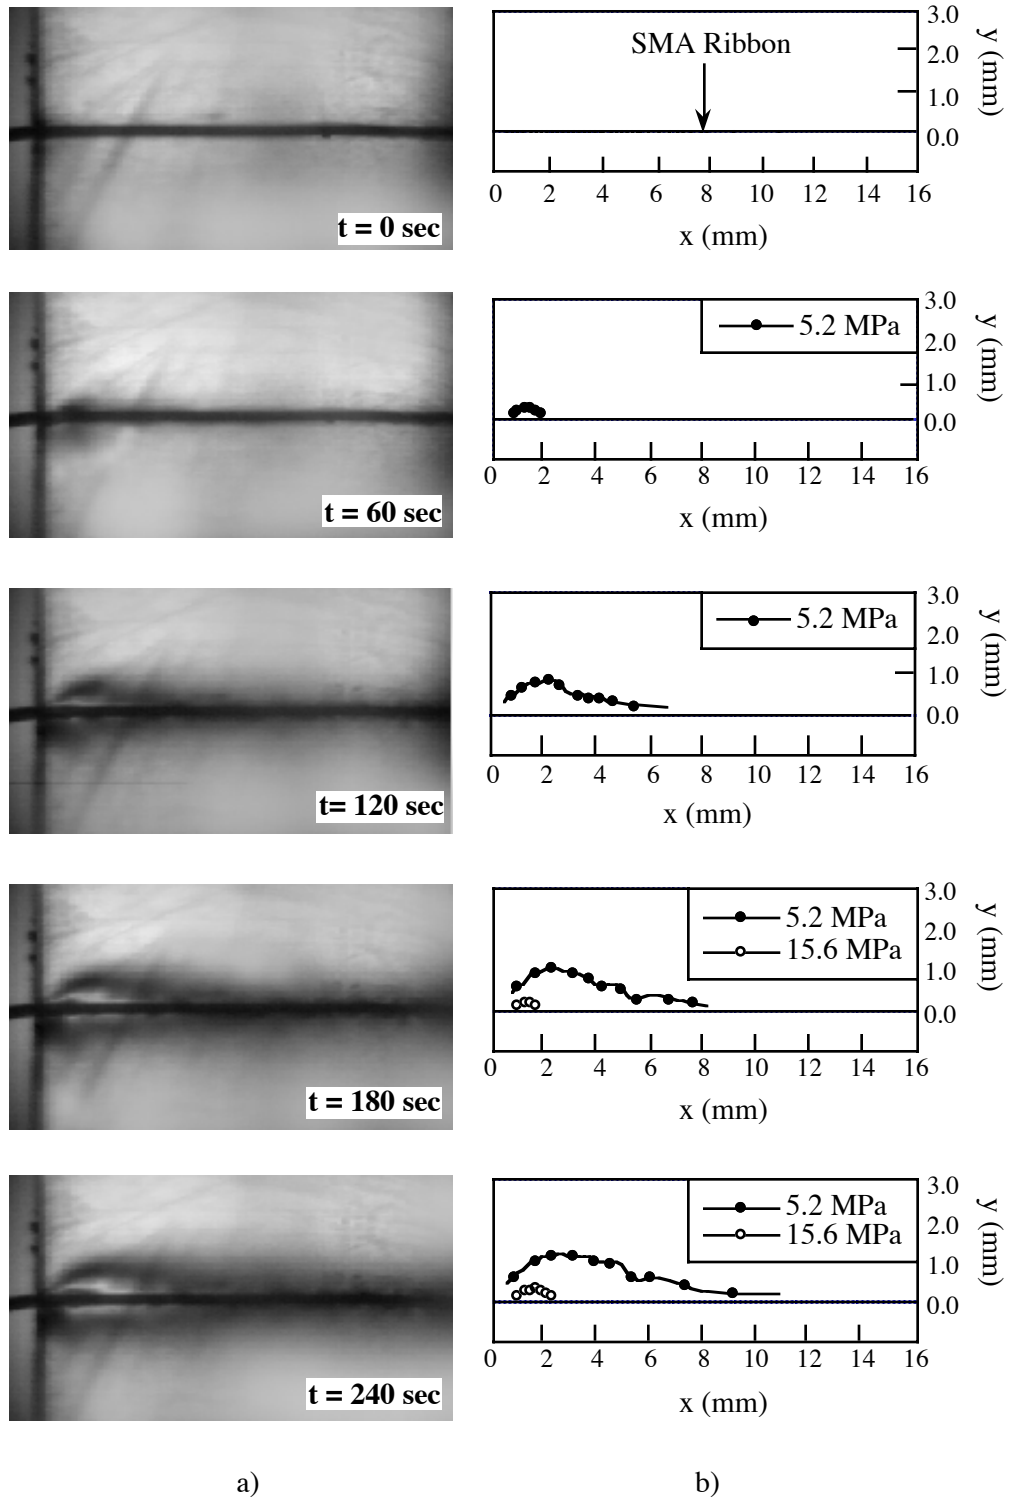 t = 0 sec
SMA Ribbon
3.0
2.0
1.0
0.0
y (mm)
0 2 4 6 8 10 12 14 16
x (mm)
t = 60 sec
5.2 MPa
3.0
2.0
1.0
0.0
y (mm)
0 2 4 6 8 10 12 14 16
x (mm)
t= 120 sec
5.2 MPa
3.0
2.0
1.0
0.0
y (mm)
0 2 4 6 8 10 12 14 16
x (mm)
t = 180 sec
5.2 MPa
15.6 MPa
3.0
2.0
1.0
0.0
y (mm)
0 2 4 6 8 10 12 14 16
x (mm)
t = 240 sec
5.2 MPa
15.6 MPa
3.0
2.0
1.0
0.0
y (mm)
0 2 4 6 8 10 12 14 16
x (mm)
a) b)